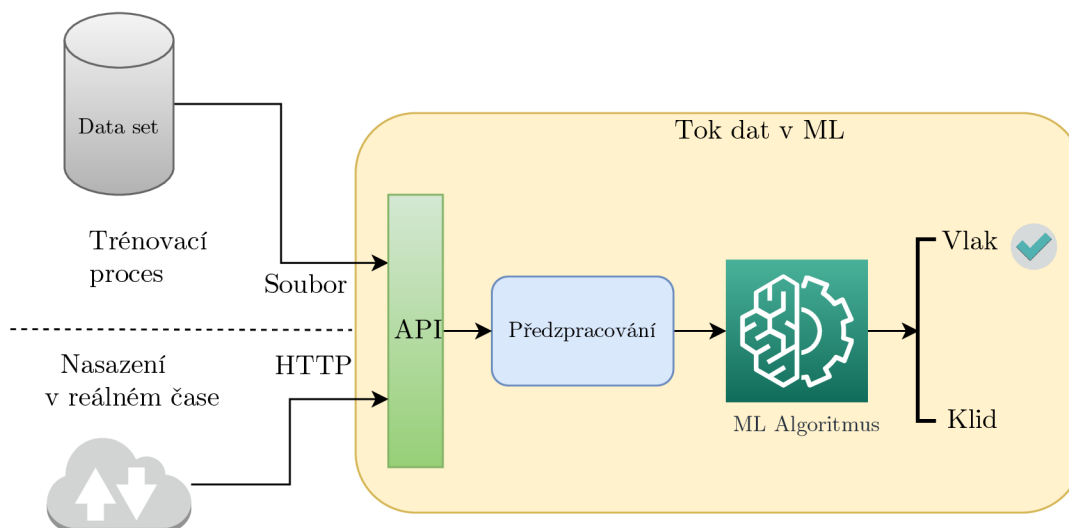 Data set
Tok dat v ML
Trénovací
proces
Soubor
Vlak
API
Předzpracování
HTTP
Nasazení
v reálném čase
ML Algoritmus
Klid